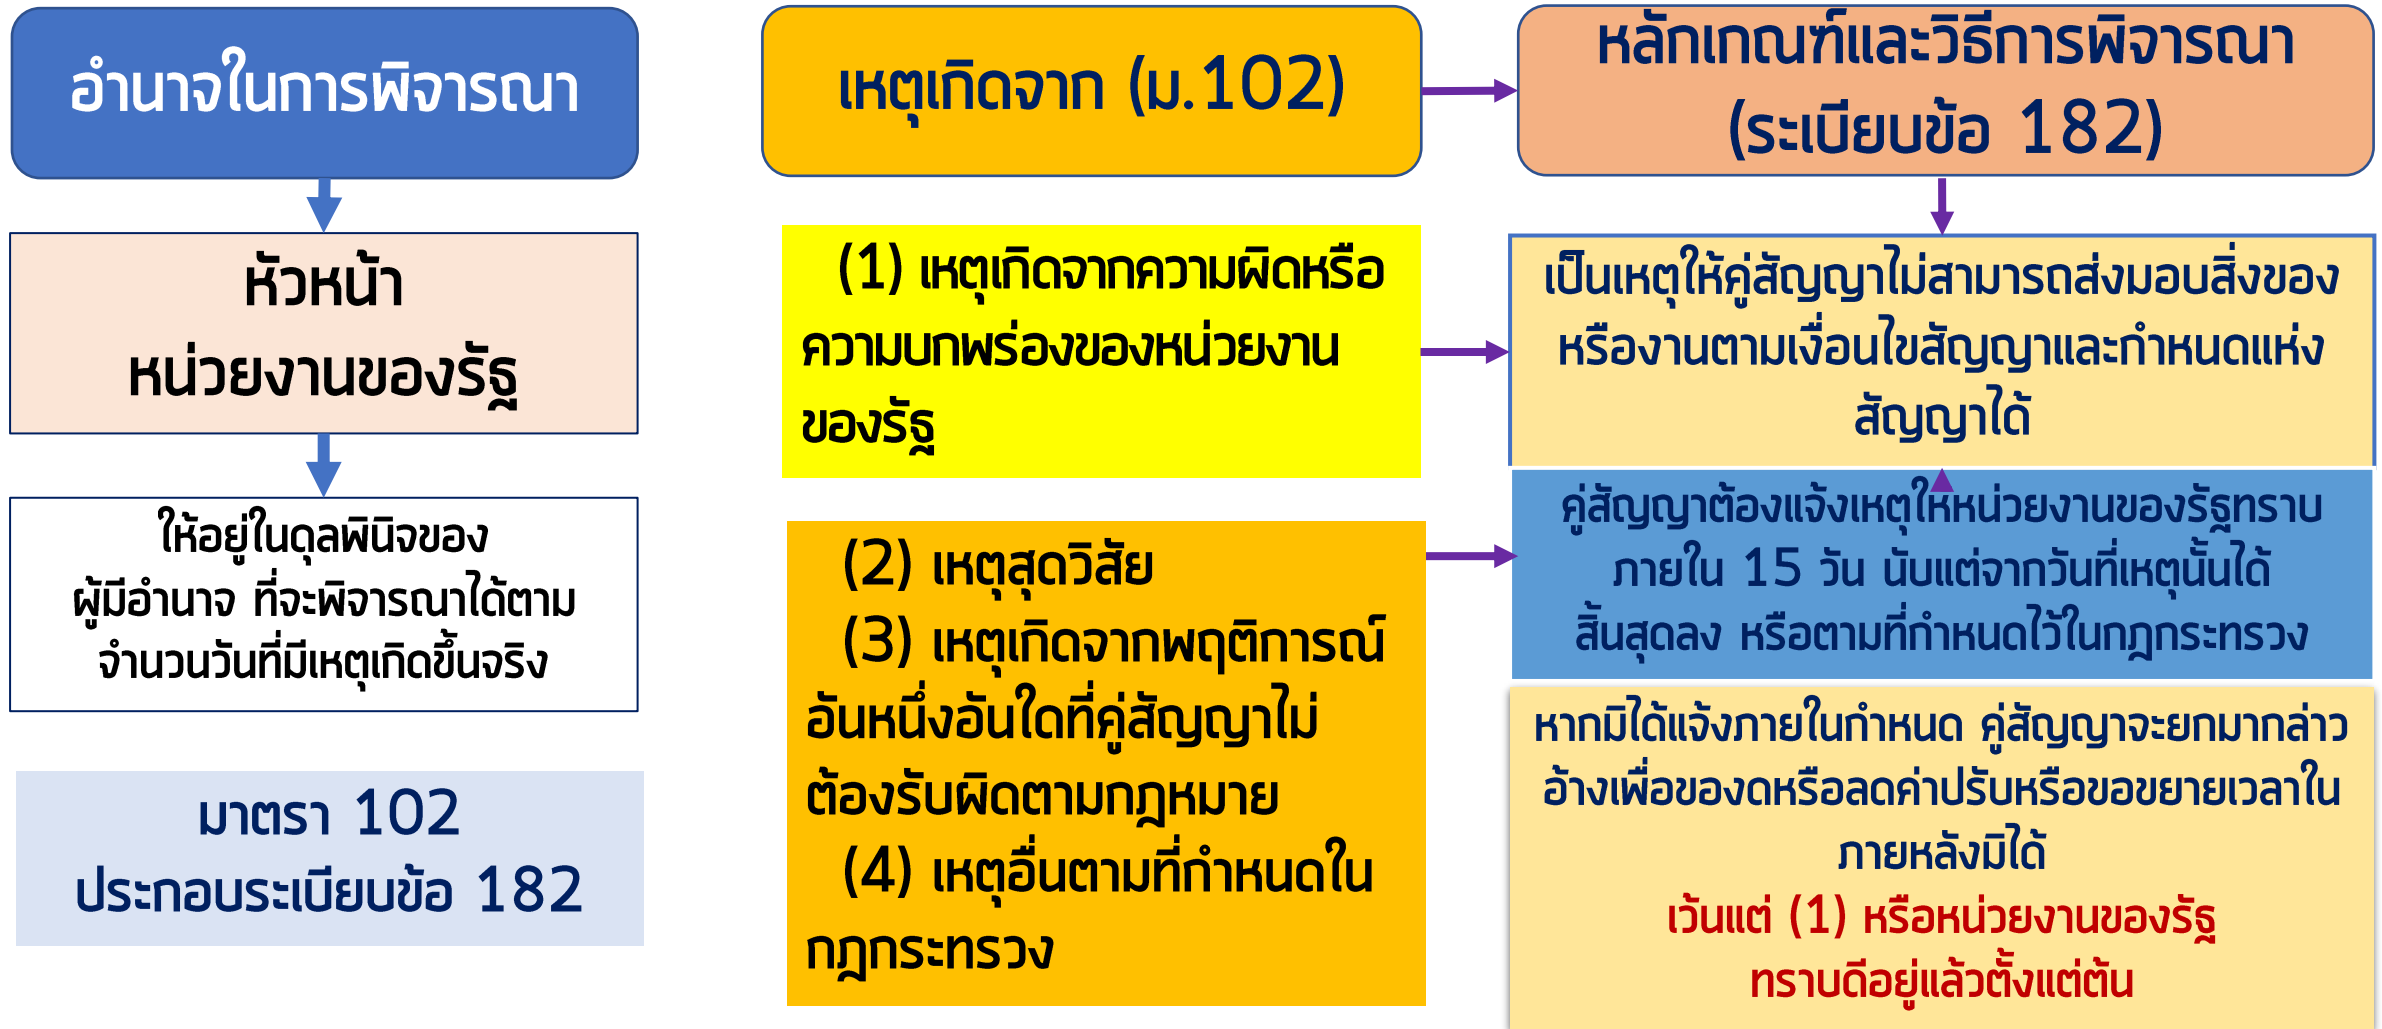 อำนาจในการพิจารณา
หัวหน้า
หน่วยงานของรัฐ
ให้อยู่ในดุลพินิจของ
ผู้มีอำนาจ ที่จะพิจารณาได้ตาม
จำนวนวันที่มีเหตุเกิดขึ้นจริง
มาตรา 102
ประกอบระเบียบข้อ 182
เหตุเกิดจาก (ม.102)
(1) เหตุเกิดจากความผิดหรือ
ความบกพร่องของหน่วยงาน
ของรัฐ
(2) เหตุสุดวิสัย
(3) เหตุเกิดจากพฤติการณ์
อันหนึ่งอันใดที่คู่สัญญาไม่
ต้องรับผิดตามกฎหมาย
(4) เหตุอื่นตามที่กำหนดใน
กฎกระทรวง
หลักเกณฑ์และวิธีการพิจารณา
(ระเบียบข้อ 182)
เป็นเหตุให้คู่สัญญาไม่สามารถส่งมอบสิ่งของ
หรืองานตามเงื่อนไขสัญญาและกำหนดแห่ง
สัญญาได้
คู่สัญญาต้องแจ้งเหตุให้หน่วยงานของรัฐทราบ
ภายใน 15 วัน นับแต่จากวันที่เหตุนั้นได้
สิ้นสุดลง หรือตามที่กำหนดไว้ในกฎกระทรวง
หากมิได้แจ้งภายในกำหนด คู่สัญญาจะยกมากล่าว
อ้างเพื่อของดหรือลดค่าปรับหรือขอขยายเวลาใน
ภายหลังมิได้
เว้นแต่ (1) หรือหน่วยงานของรัฐ
ทราบดีอยู่แล้วตั้งแต่ต้น